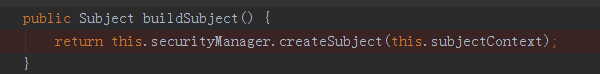 public Subject buildSubject() {
    return this.securityManager.createSubject(this.subjectContext);
}